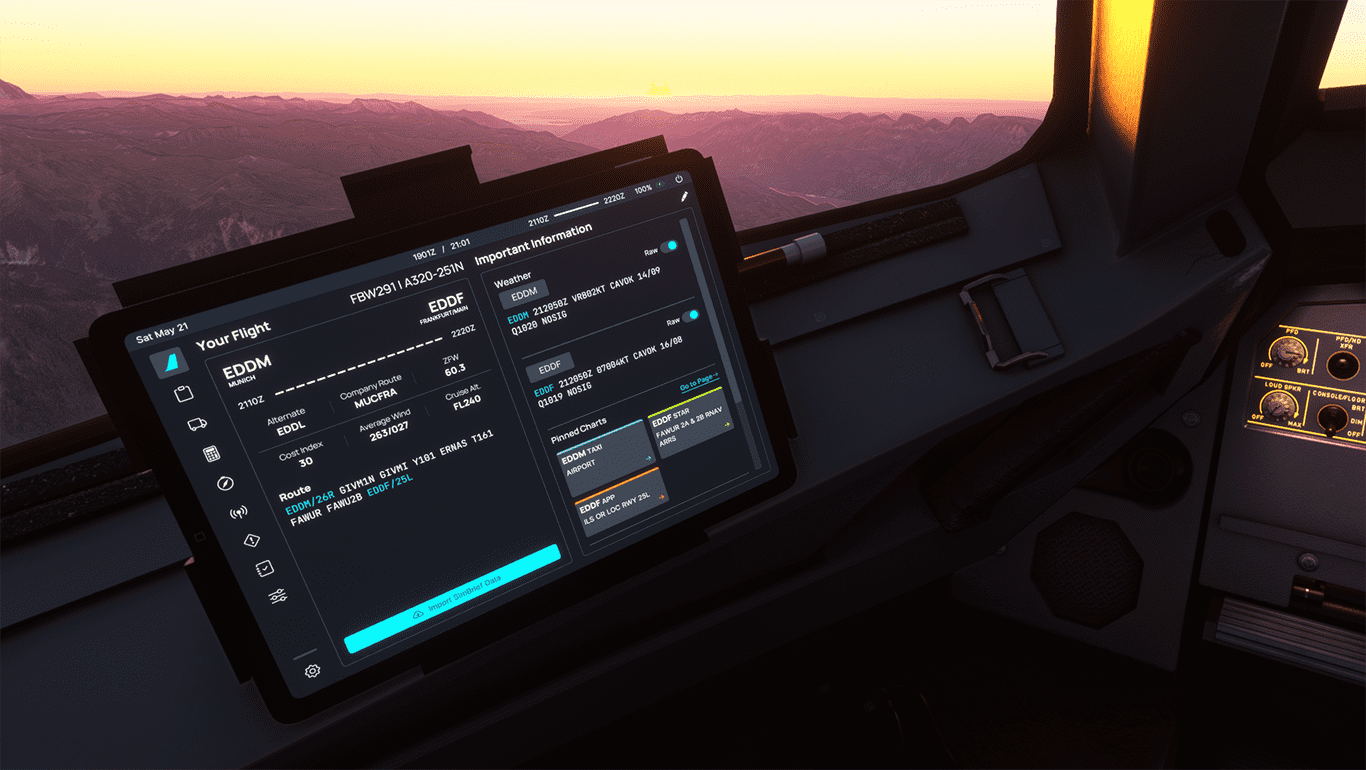 Sat May 21
1901Z / 21:01
2110Z
2220Z
100%
Your Flight
FBW291 | A320-251N
EDDM
MUNICH
EDDF
FRANKFURT/MAIN
2110Z
2220Z
Alternate
EDDL
Company Route
MUCFRA
ZFW
60.3
Cost Index
30
Average Wind
263/027
Cruise Alt.
FL240
Route
EDDM/26R GIVM1N GIVMI Y101 ERNAS T161
FAWUR FAWU2B EDDF/25L
Import SimBrief Data
Important Information
Weather
Raw
EDDM
EDDM 212050Z VRB02KT CAVOK 14/09
Q1020 NOSIG
Raw
EDDF
EDDF 212050Z 07004KT CAVOK 16/08
Q1019 NOSIG
Go to Page
Pinned Charts
EDDM TAXI
AIRPORT
EDDF STAR
FAWUR 2A & 2B RNAV
ARRS
EDDF APP
ILS OR LOC RWY 25L
PFD
OFF
BRT
PFD/ND
XFR
LOUD SPKR
OFF
MAX
CONSOLE/FLOOR
BRT
DIM
OFF